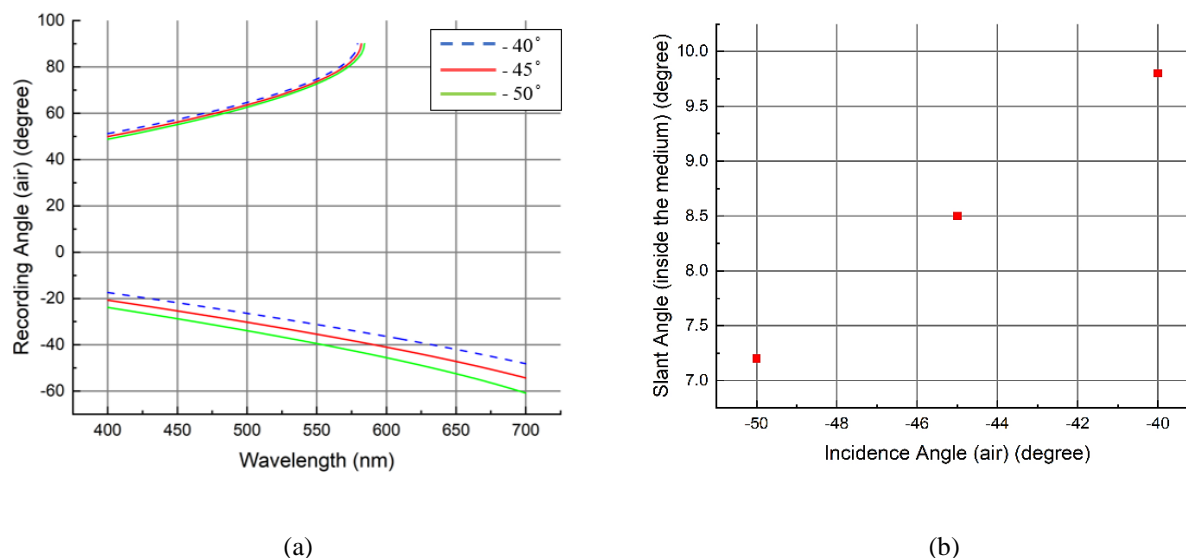 100
80
60
40
20
0
-20
-40
-60
400 450 500 550 600 650 700
Recording Angle (air) (degree)
Wavelength (nm)
- 40°
- 45°
- 50°
(a)
10.0
9.5
9.0
8.5
8.0
7.5
7.0
-50 -48 -46 -44 -42 -40
Slant Angle (inside the medium) (degree)
Incidence Angle (air) (degree)
(b)